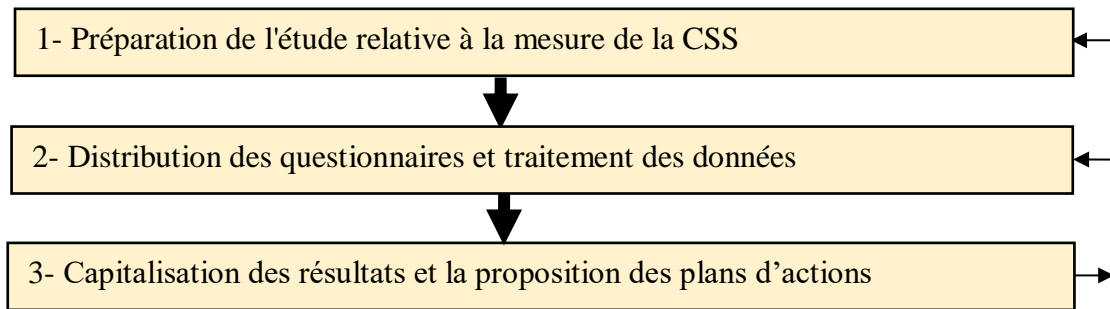 1- Préparation de l'étude relative à la mesure de la CSS
2- Distribution des questionnaires et traitement des données
3- Capitalisation des résultats et la proposition des plans d’actions